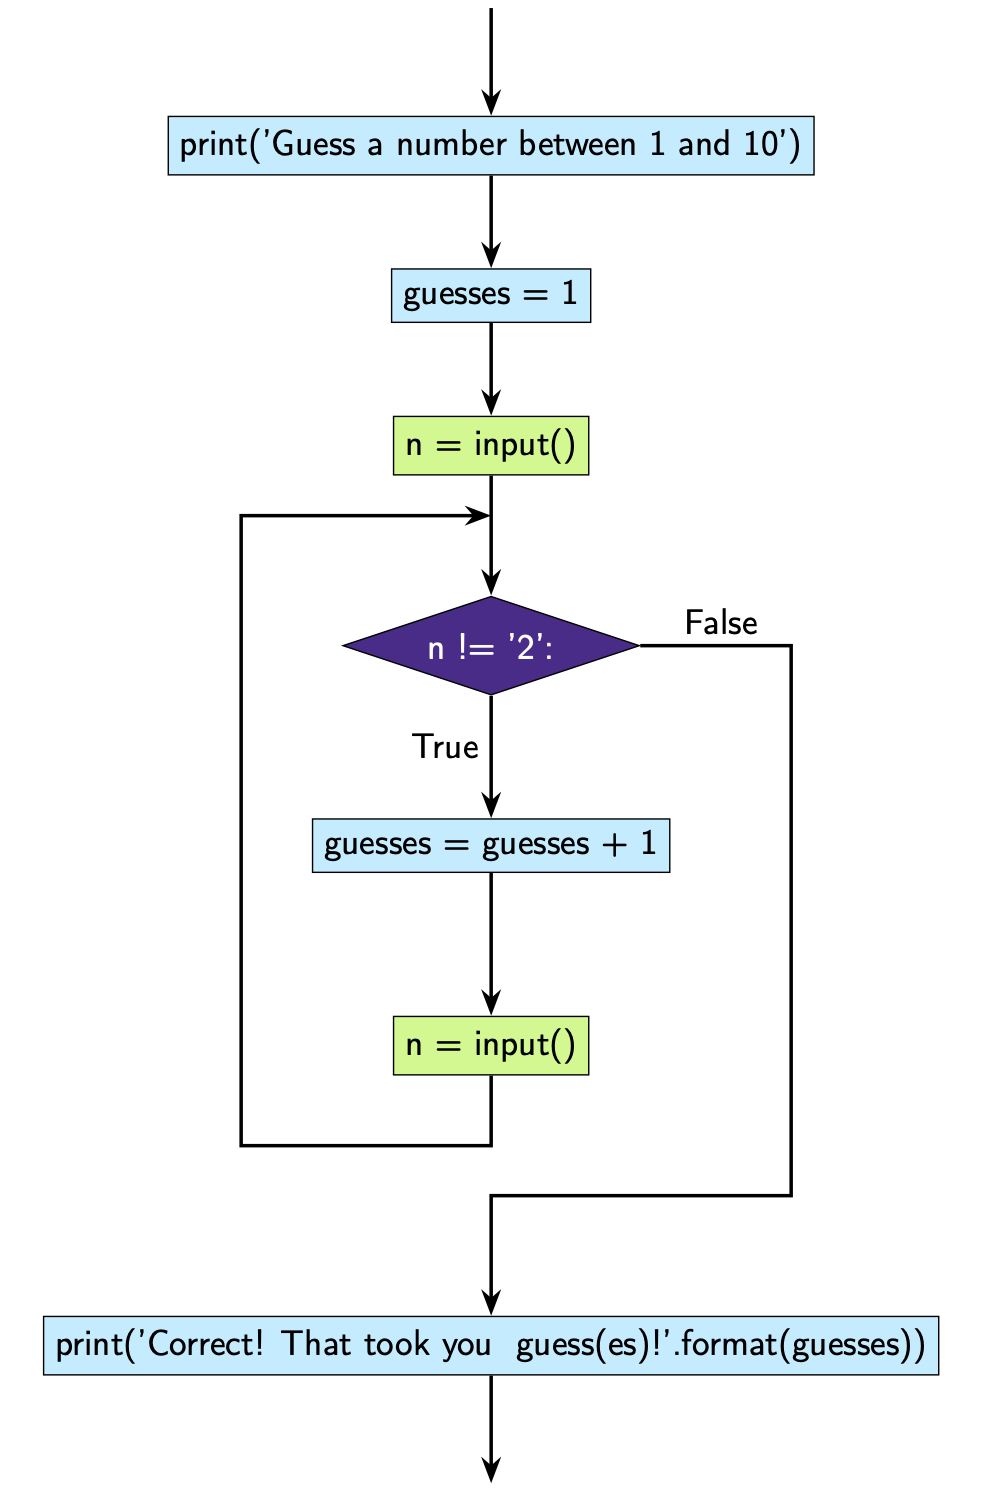 print('Guess a number between 1 and 10')
guesses = 1
n = input()
n != '2':
False
True
guesses = guesses + 1
n = input()
print('Correct! That took you  guess(es)!'.format(guesses))